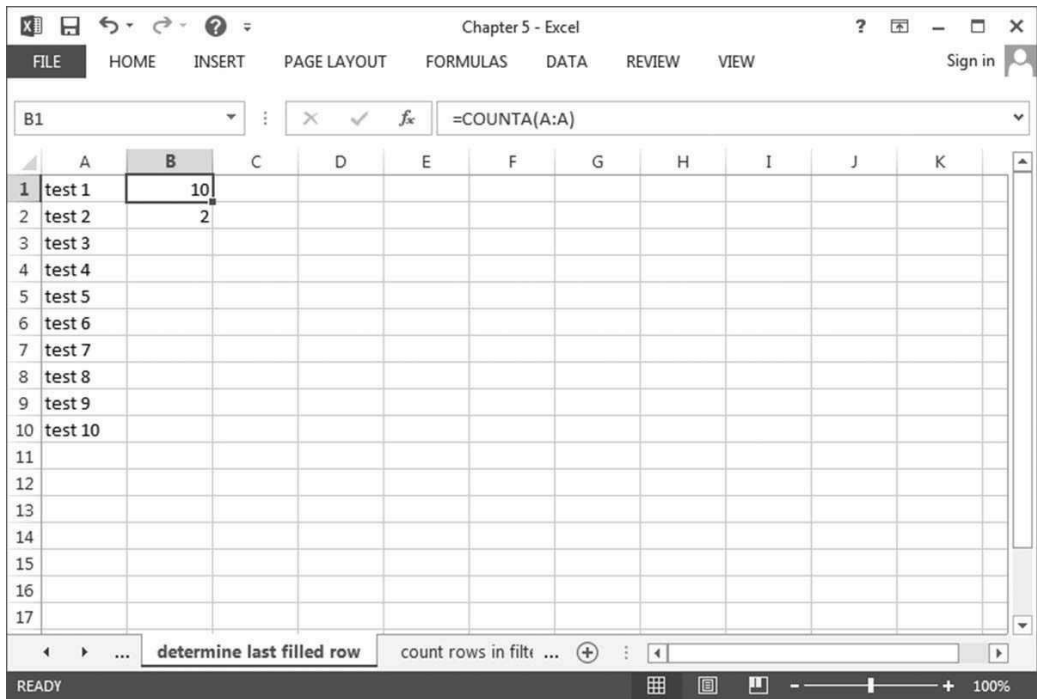 Chapter 5 - Excel
FILE HOME INSERT PAGE LAYOUT FORMULAS DATA REVIEW VIEW Sign in
B1 fx =COUNTA(A:A)
A B C D E F G H I J K
1 test 1 10
2 test 2 2
3 test 3
4 test 4
5 test 5
6 test 6
7 test 7
8 test 8
9 test 9
10 test 10
11
12
13
14
15
16
17
... determine last filled row count rows in filte ...
READY 100%